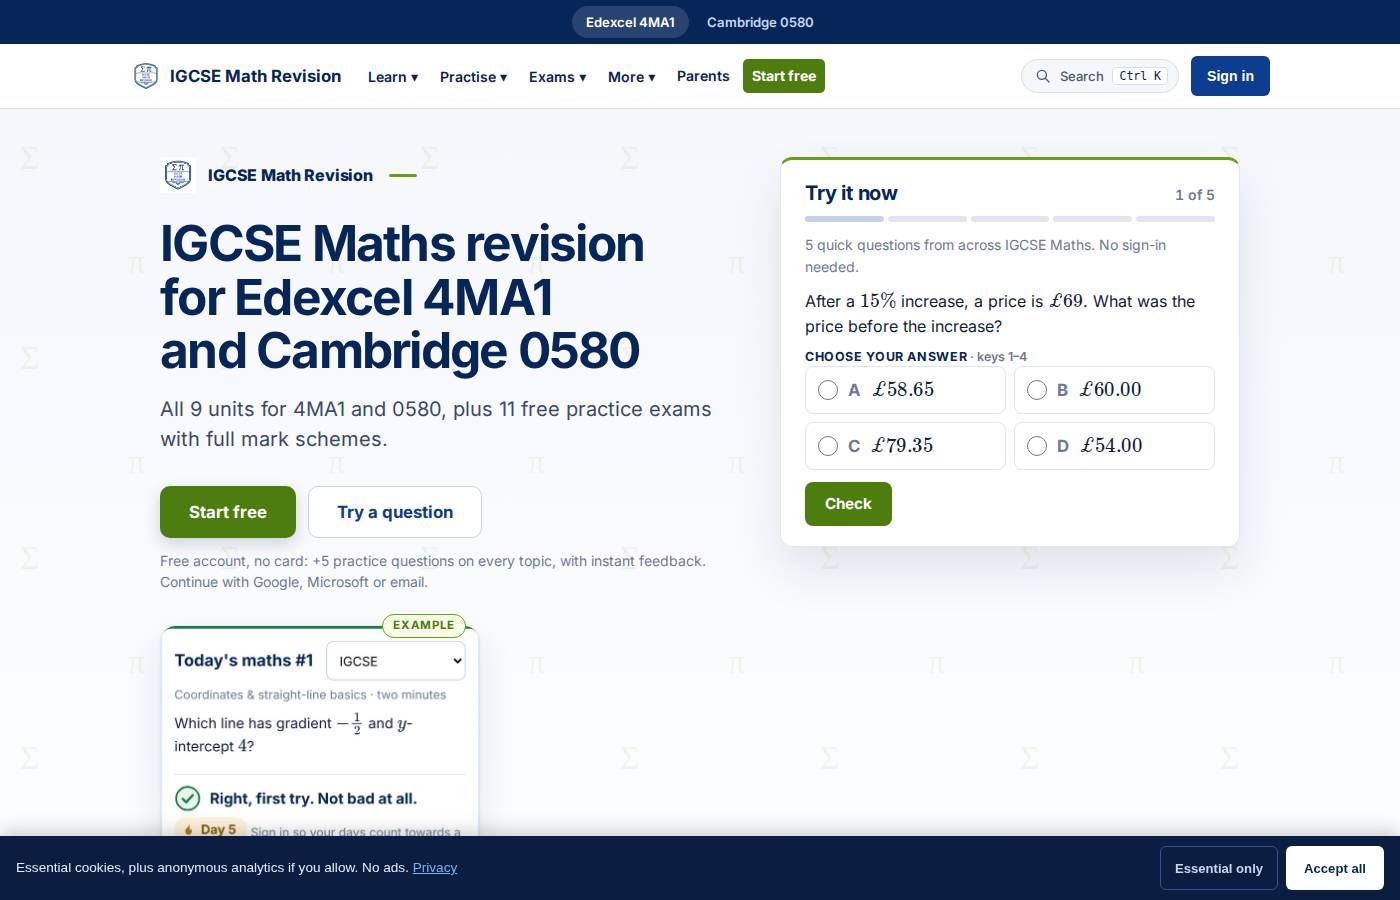 Edexcel 4MA1 Cambridge 0580
IGCSE Math Revision Learn ▾ Practise ▾ Exams ▾ More ▾ Parents Start free Search Ctrl K Sign in
IGCSE Math Revision
IGCSE Maths revision
for Edexcel 4MA1
and Cambridge 0580
All 9 units for 4MA1 and 0580, plus 11 free practice exams
with full mark schemes.
Start free Try a question
Free account, no card: +5 practice questions on every topic, with instant feedback.
Continue with Google, Microsoft or email.
EXAMPLE
Today's maths #1 IGCSE
Coordinates & straight-line basics · two minutes
Which line has gradient −1/2 and y-
intercept 4?
Right, first try. Not bad at all.
Day 5 Sign in so your days count towards a
Try it now 1 of 5
5 quick questions from across IGCSE Maths. No sign-in
needed.
After a 15% increase, a price is £69. What was the
price before the increase?
CHOOSE YOUR ANSWER · keys 1–4
A £58.65 B £60.00
C £79.35 D £54.00
Check
Essential cookies, plus anonymous analytics if you allow. No ads. Privacy Essential only Accept all